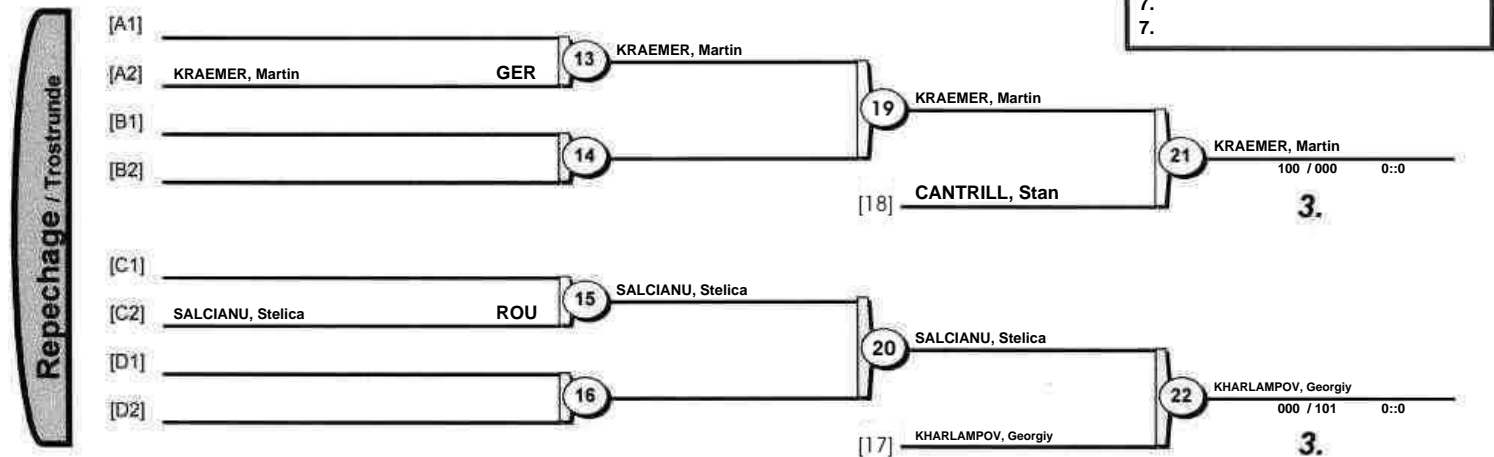 7.
7.
Repechage / Trostrunde
[A1]
13
KRAEMER, Martin
[A2] KRAEMER, Martin GER
19
KRAEMER, Martin
[B1]
14
[B2]
21
KRAEMER, Martin
100 / 000 0::0
[18] CANTRILL, Stan
3.
[C1]
15
SALCIANU, Stelica
[C2] SALCIANU, Stelica ROU
20
SALCIANU, Stelica
[D1]
16
[D2]
22
KHARLAMPOV, Georgiy
000 / 101 0::0
[17] KHARLAMPOV, Georgiy
3.